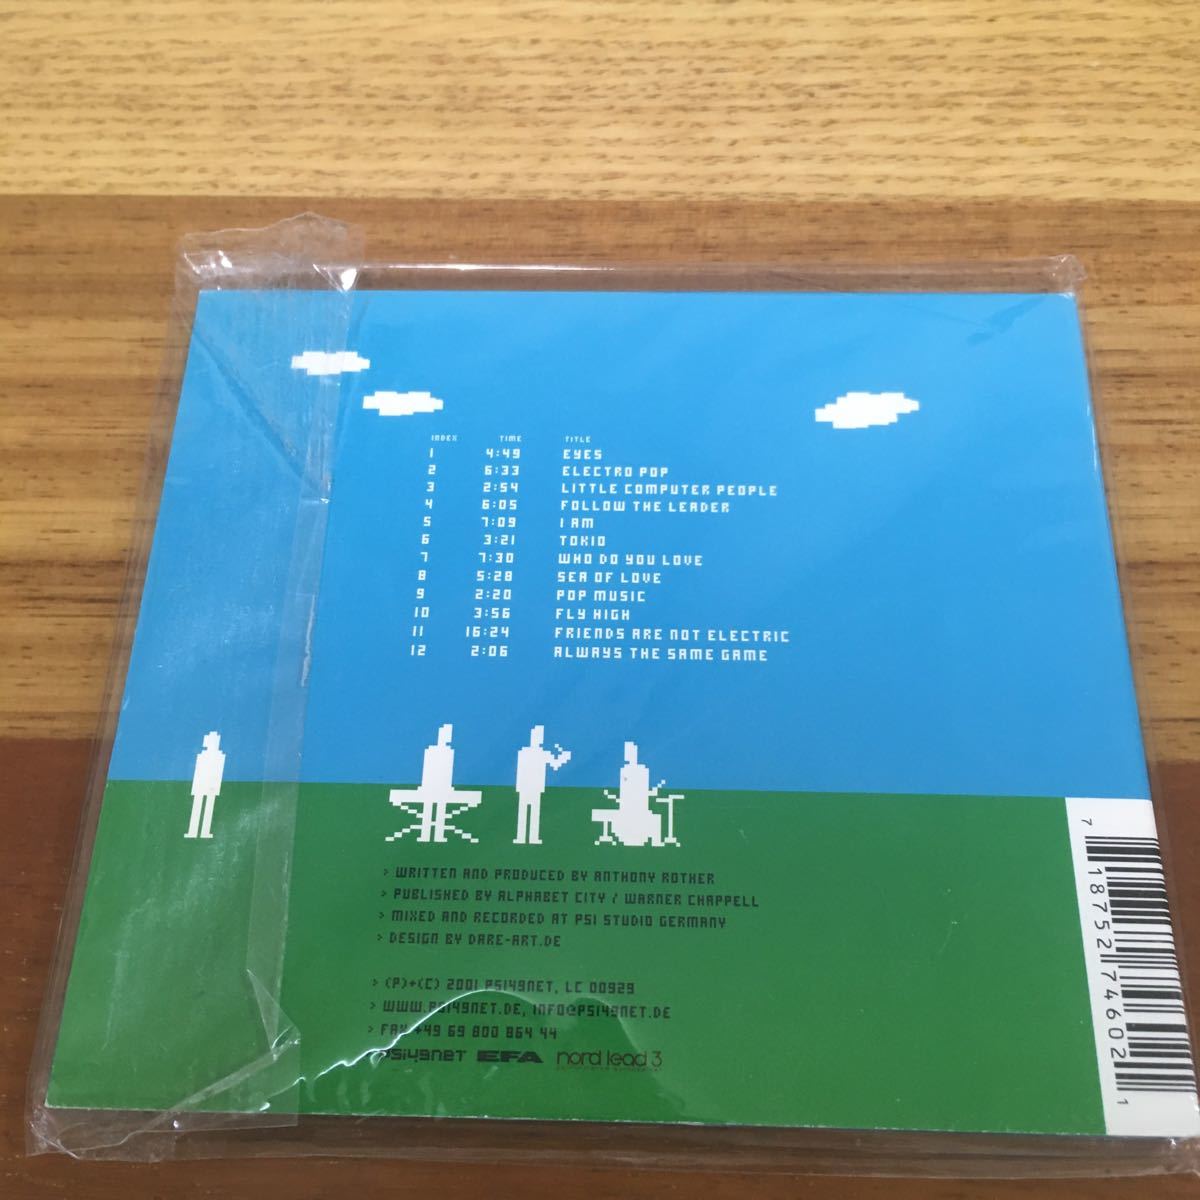 INDEX TIME TITLE
1 4:49 EYES
2 6:33 ELECTRO POP
3 2:54 LITTLE COMPUTER PEOPLE
4 6:05 FOLLOW THE LEADER
5 7:09 I AM
6 3:21 TOKIO
7 7:30 WHO DO YOU LOVE
8 5:28 SEA OF LOVE
9 2:20 POP MUSIC
10 3:56 FLY HIGH
11 16:24 FRIENDS ARE NOT ELECTRIC
12 2:06 ALWAYS THE SAME GAME
> WRITTEN AND PRODUCED BY ANTHONY ROTHER
> PUBLISHED BY ALPHABET CITY / WARNER CHAPPELL
> MIXED AND RECORDED AT PSI STUDIO GERMANY
> DESIGN BY DARE-ART.DE
> (P)+(C) 2001 PSI49NET, LC 00929
> WWW.PSI49NET.DE, INFO@PSI49NET.DE
> FAX +49 69 800 864 44
psi49net EFA nord lead 3
7 18752 74602 1